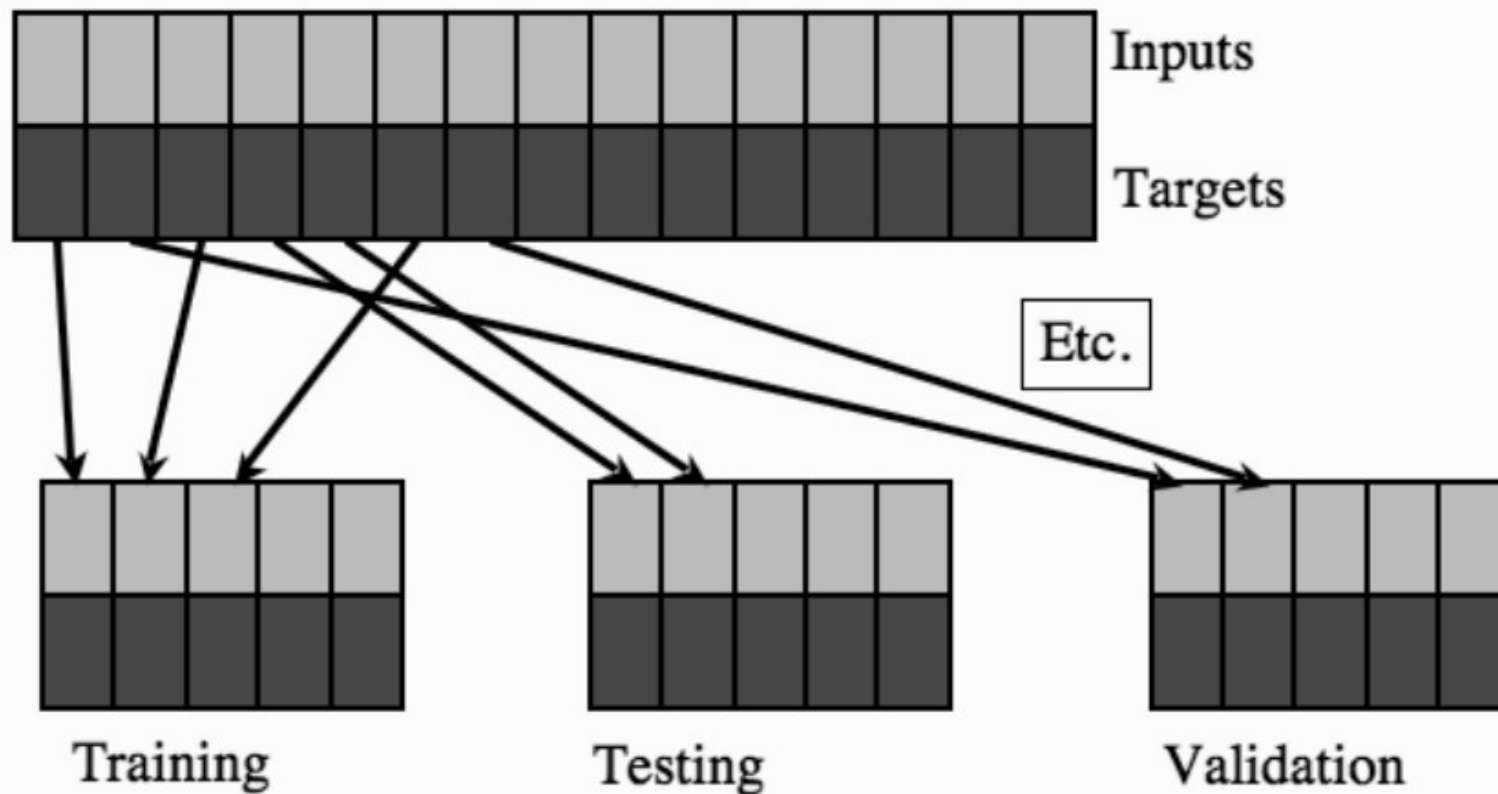 Inputs
Targets
Etc.
Training
Testing
Validation